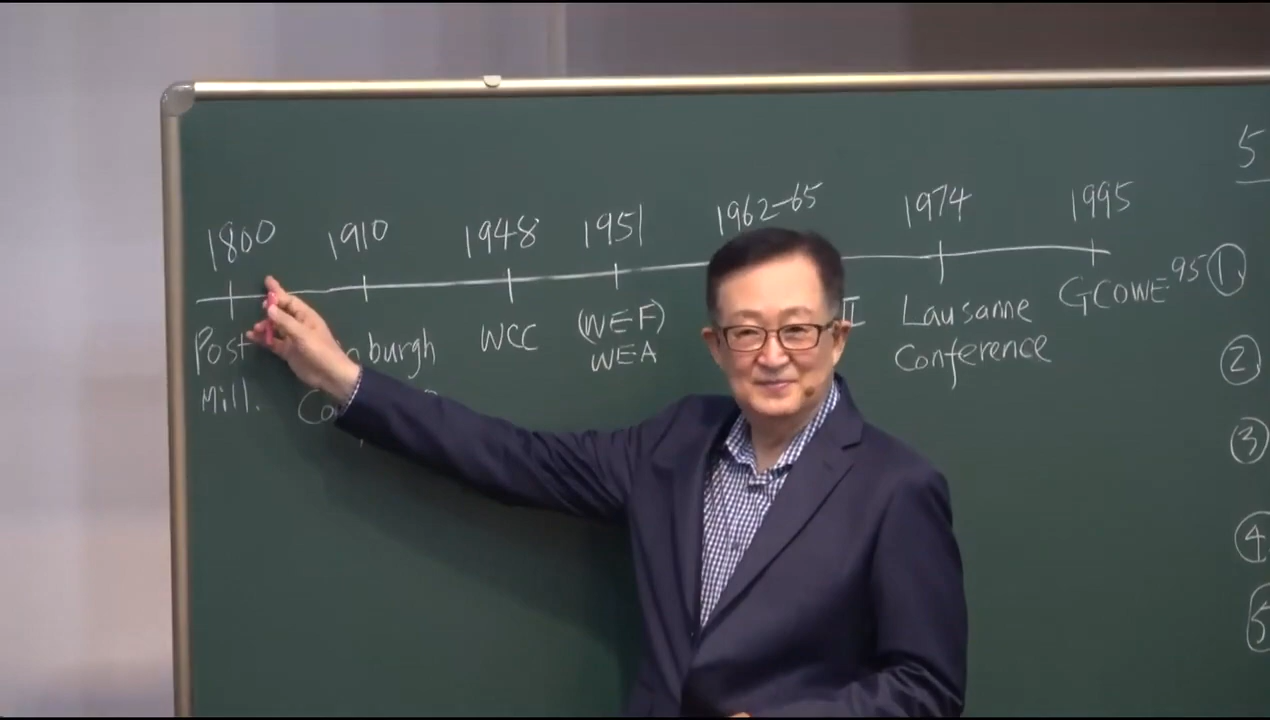 1800 1910 1948 1951 1962-65 1974 1995 5
Post burgh WCC (WEF) II Lausanne GCOWE 95 ①
Mill. WEA Conference ②
③
④
5